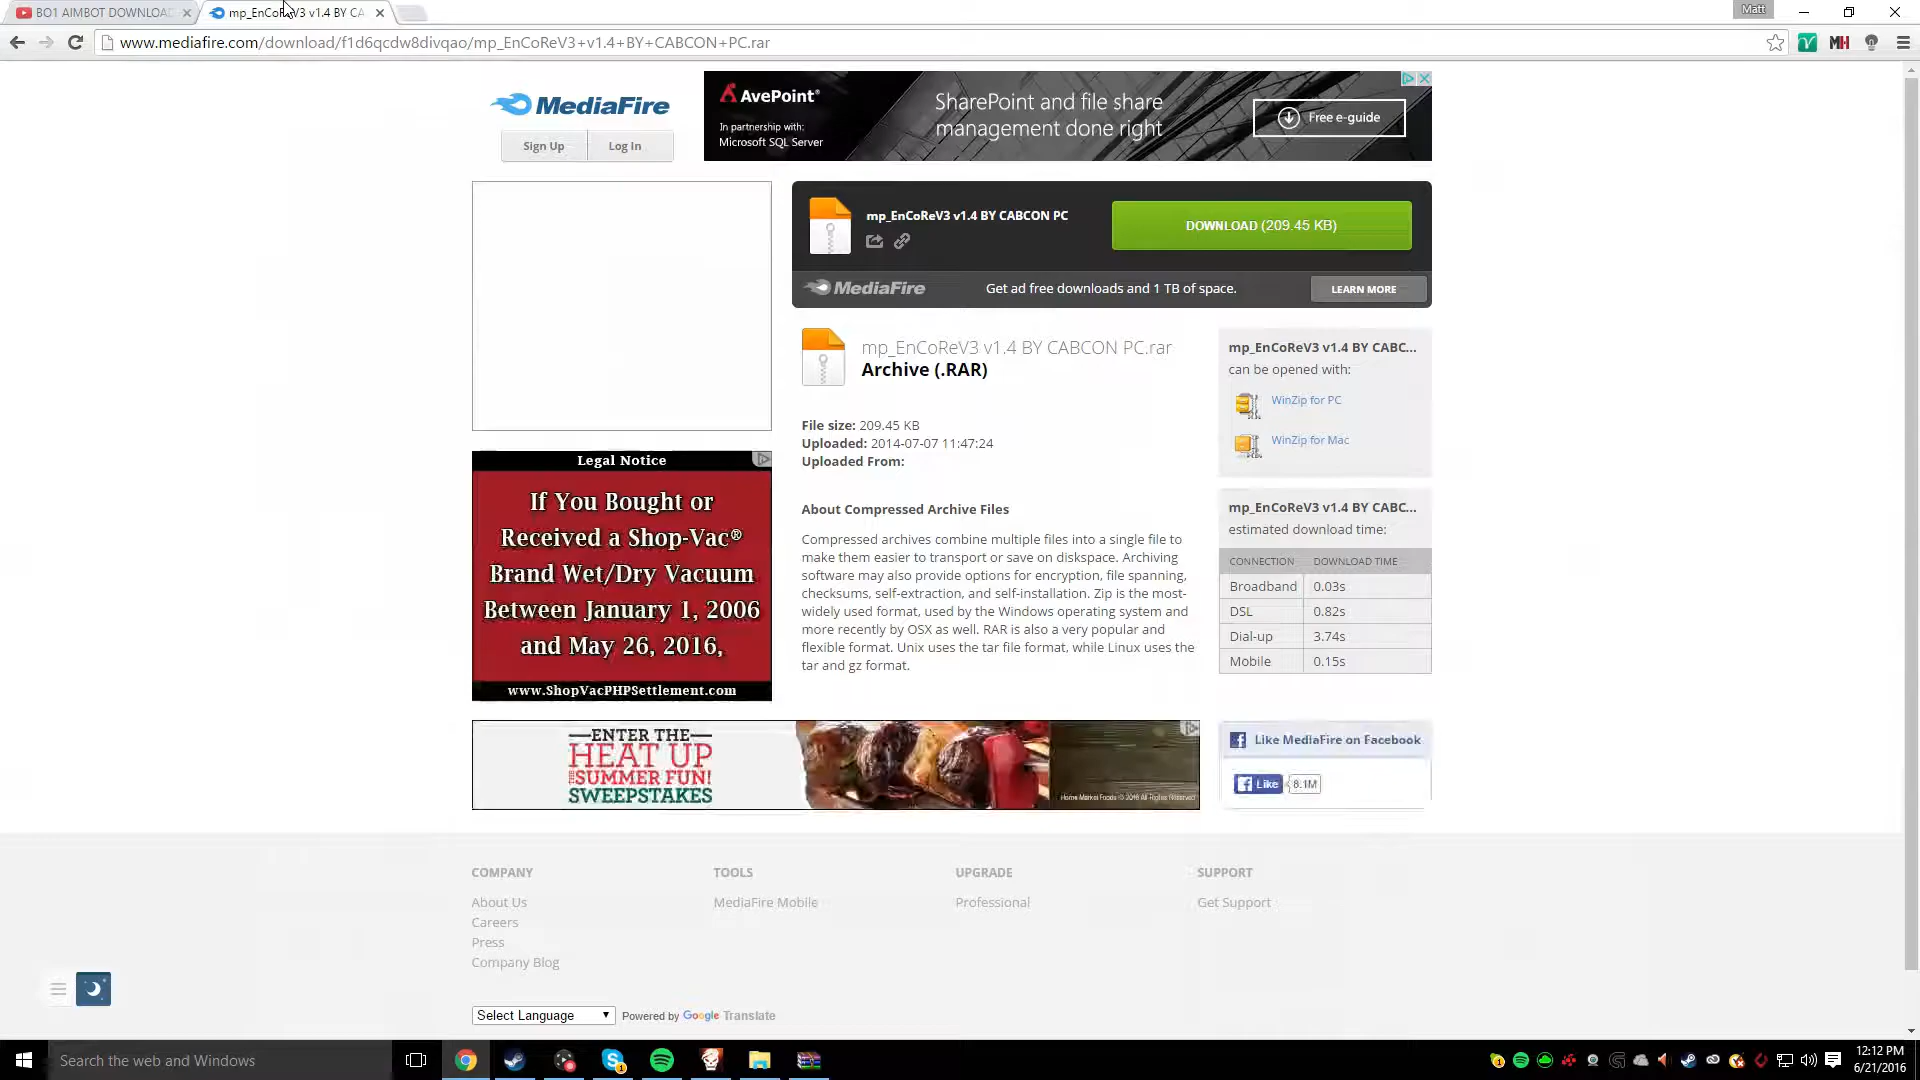 BO1 AIMBOT DOWNLOAD
mp_EnCoReV3 v1.4 BY CA
Matt
www.mediafire.com/download/f1d6qcdw8divqao/mp_EnCoReV3+v1.4+BY+CABCON+PC.rar
MediaFire
Sign Up
Log In
AvePoint®
In partnership with:
Microsoft SQL Server
SharePoint and file share
management done right
Free e-guide
mp_EnCoReV3 v1.4 BY CABCON PC
DOWNLOAD (209.45 KB)
MediaFire
Get ad free downloads and 1 TB of space.
LEARN MORE
mp_EnCoReV3 v1.4 BY CABCON PC.rar
Archive (.RAR)
File size: 209.45 KB
Uploaded: 2014-07-07 11:47:24
Uploaded From:
About Compressed Archive Files
Compressed archives combine multiple files into a single file to
make them easier to transport or save on diskspace. Archiving
software may also provide options for encryption, file spanning,
checksums, self-extraction, and self-installation. Zip is the most-
widely used format, used by the Windows operating system and
more recently by OSX as well. RAR is also a very popular and
flexible format. Unix uses the tar file format, while Linux uses the
tar and gz format.
mp_EnCoReV3 v1.4 BY CABC...
can be opened with:
WinZip for PC
WinZip for Mac
mp_EnCoReV3 v1.4 BY CABC...
estimated download time:
CONNECTION DOWNLOAD TIME
Broadband 0.03s
DSL 0.82s
Dial-up 3.74s
Mobile 0.15s
Legal Notice
If You Bought or
Received a Shop-Vac®
Brand Wet/Dry Vacuum
Between January 1, 2006
and May 26, 2016,
www.ShopVacPHPSettlement.com
ENTER THE
HEAT UP
THE SUMMER FUN!
SWEEPSTAKES
Home Market Foods © 2016 All Rights Reserved
Like MediaFire on Facebook
Like 8.1M
COMPANY
About Us
Careers
Press
Company Blog
TOOLS
MediaFire Mobile
UPGRADE
Professional
SUPPORT
Get Support
Select Language
Powered by Google Translate
Search the web and Windows
12:12 PM
6/21/2016